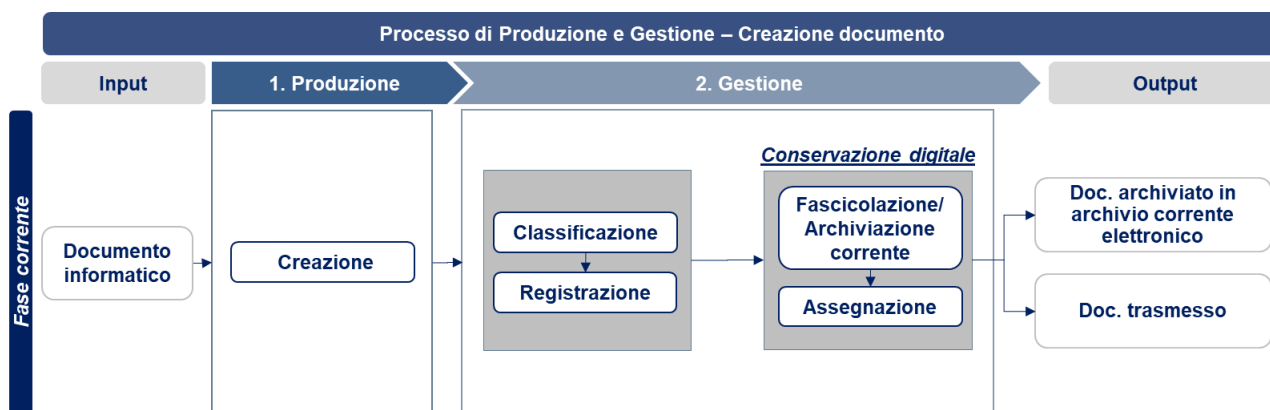 Processo di Produzione e Gestione – Creazione documento
Input
1. Produzione
2. Gestione
Output
Fase corrente
Documento
informatico
Creazione
Classificazione
Registrazione
Conservazione digitale
Fascicolazione/
Archiviazione
corrente
Assegnazione
Doc. archiviato in
archivio corrente
elettronico
Doc. trasmesso